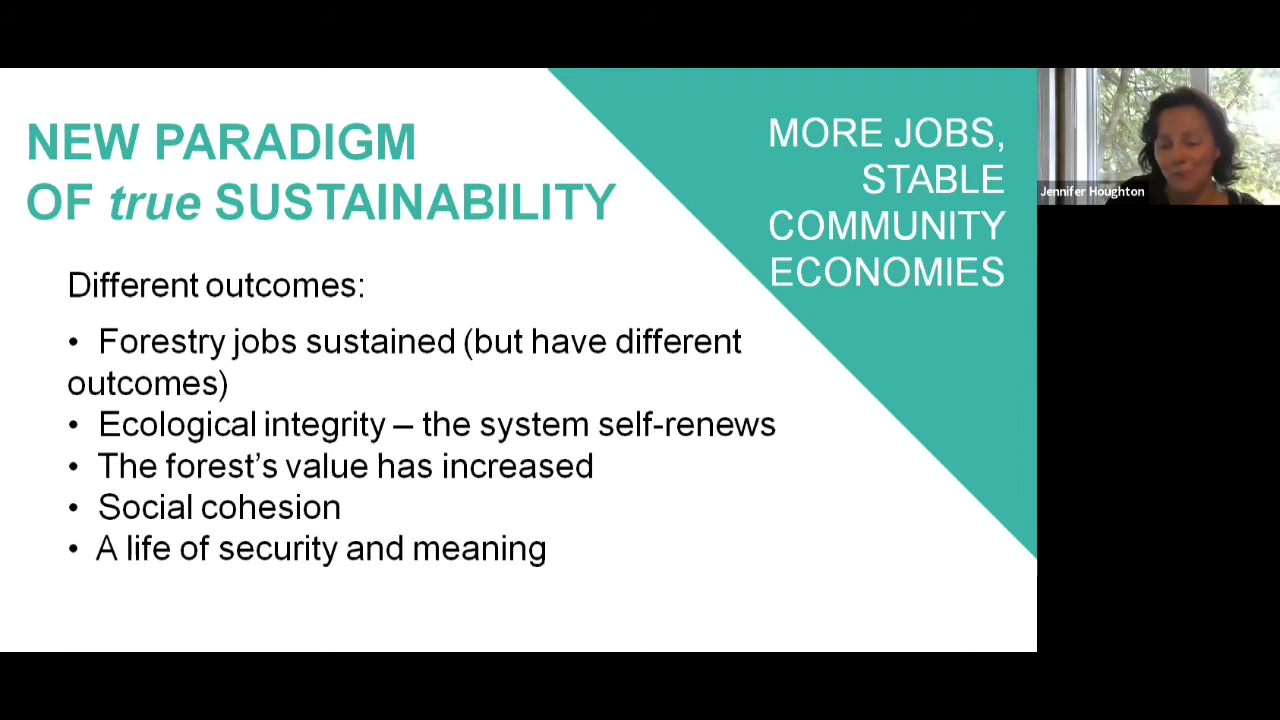 NEW PARADIGM
OF true SUSTAINABILITY
MORE JOBS,
STABLE
COMMUNITY
ECONOMIES
Different outcomes:
• Forestry jobs sustained (but have different
outcomes)
• Ecological integrity – the system self-renews
• The forest's value has increased
• Social cohesion
• A life of security and meaning
Jennifer Houghton